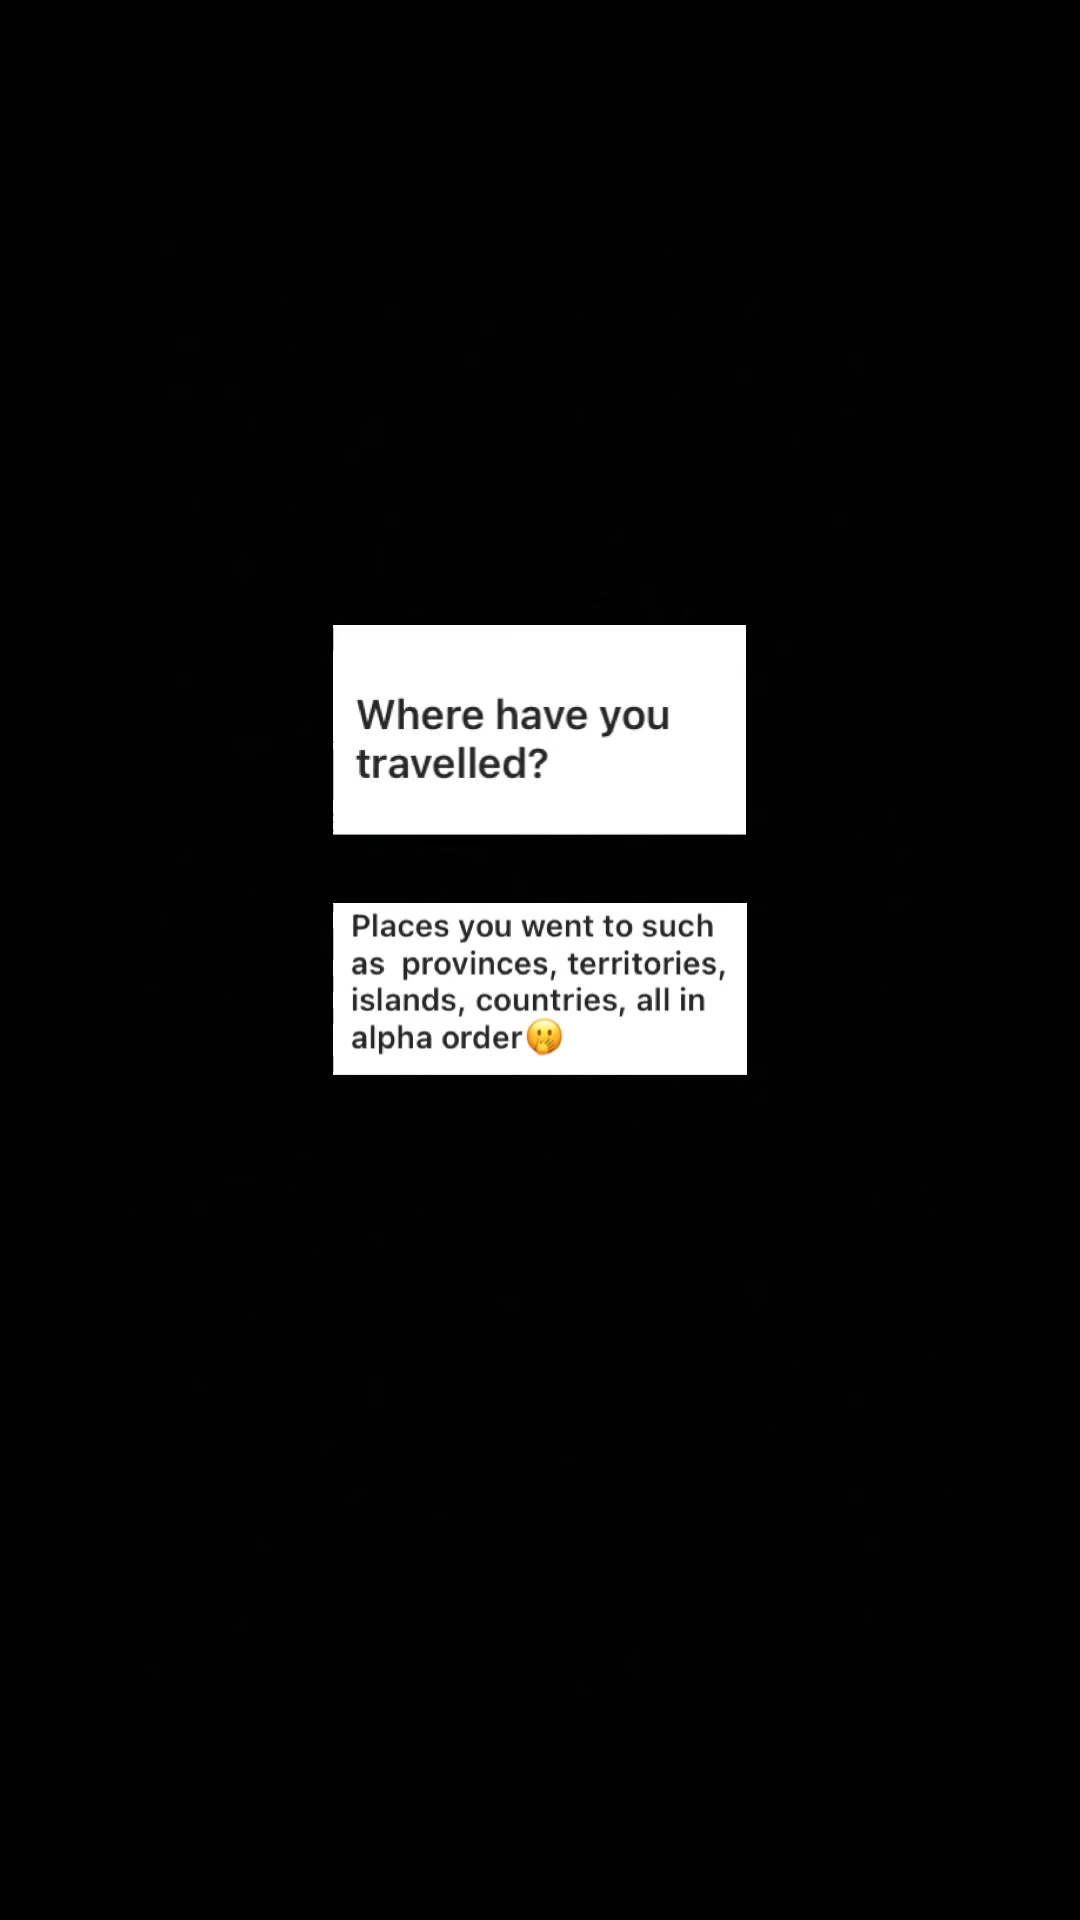 Where have you
travelled?
Places you went to such
as  provinces, territories,
islands, countries, all in
alpha order🫢